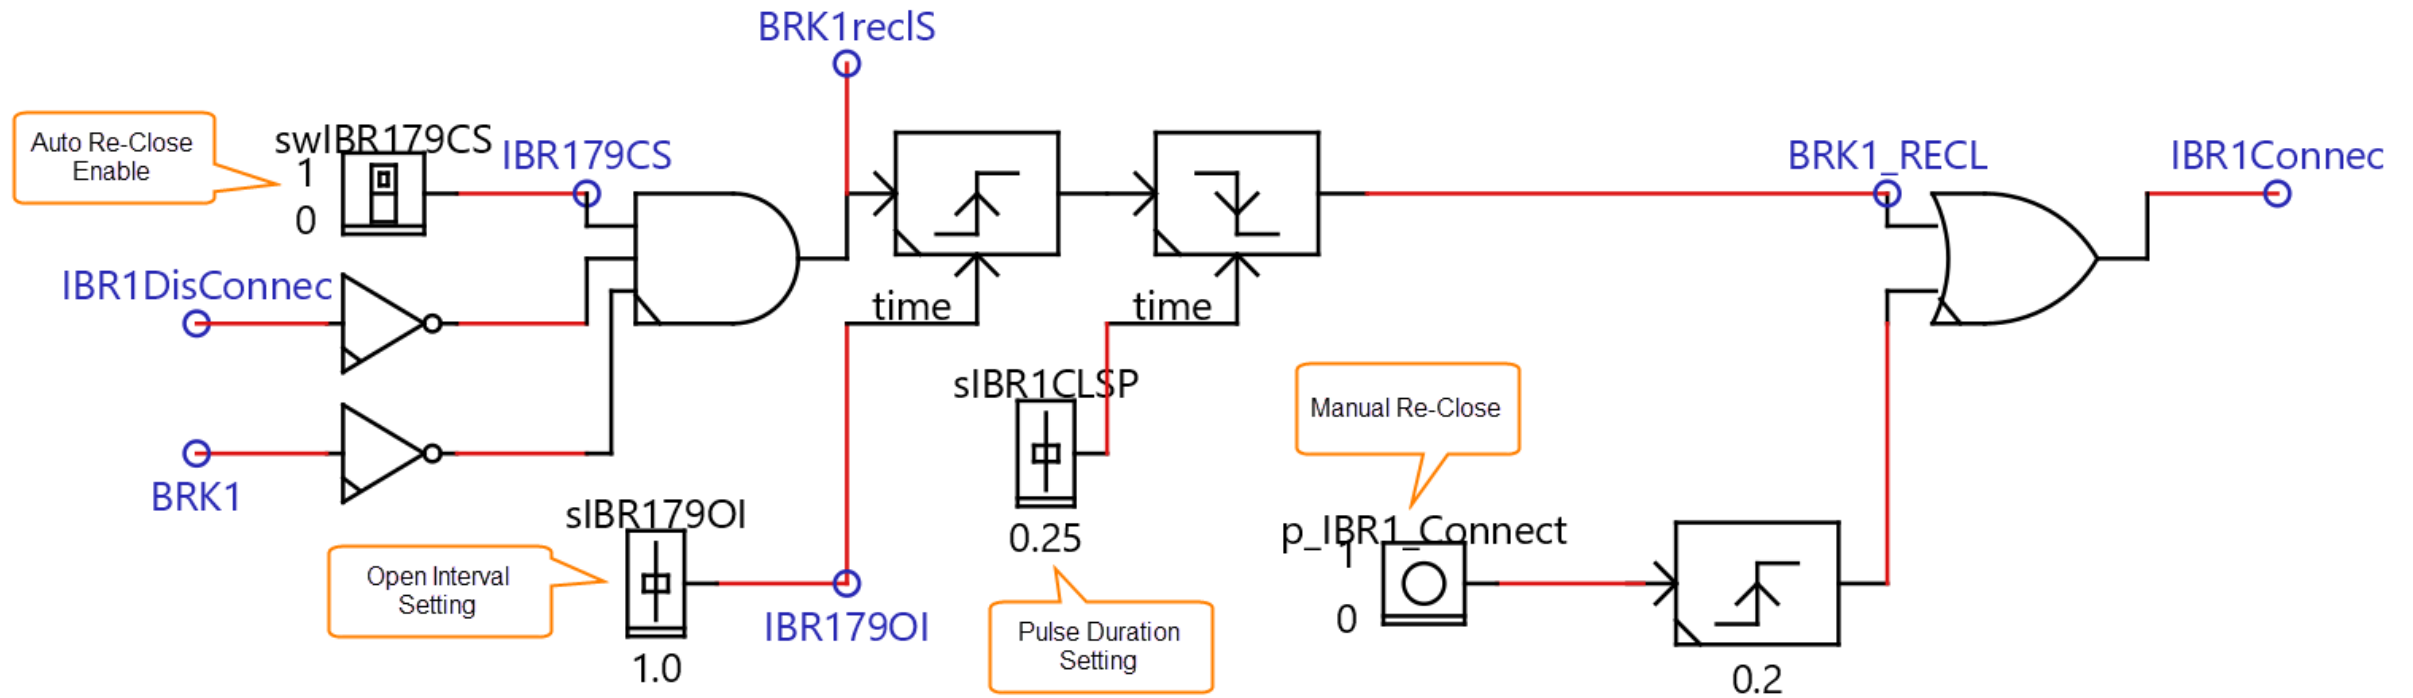 BRK1reclS
Auto Re-Close
Enable
swIBR179CS
1
0
IBR179CS
BRK1_RECL
IBR1Connec
IBR1DisConnec
time
time
sIBR1CLSP
0.25
Manual Re-Close
BRK1
sIBR179OI
1.0
Open Interval
Setting
IBR179OI
Pulse Duration
Setting
p_IBR1_Connect
1
0
0.2